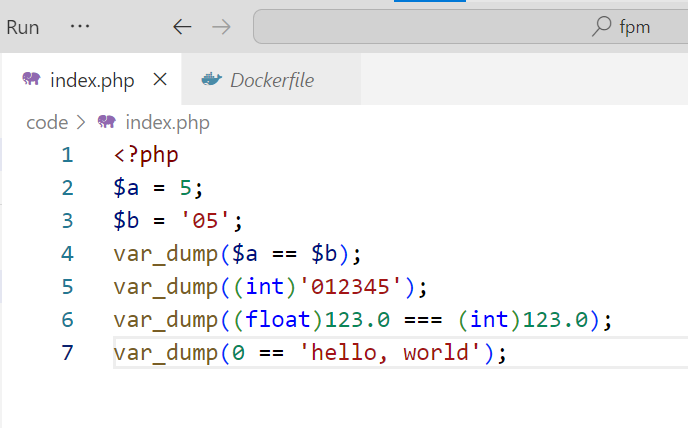 Run ... fpm
index.php Dockerfile
code > index.php
1 <?php
2 $a = 5;
3 $b = '05';
4 var_dump($a == $b);
5 var_dump((int)'012345');
6 var_dump((float)123.0 === (int)123.0);
7 var_dump(0 == 'hello, world');